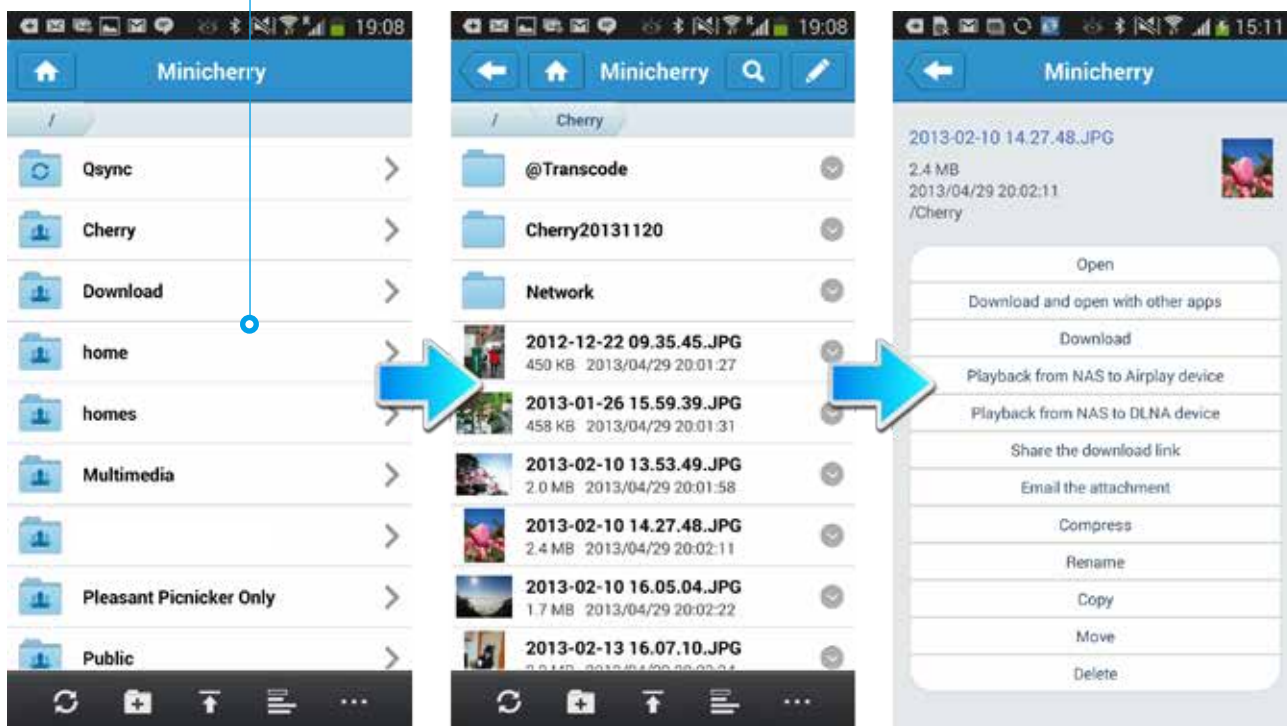 19:08
Minicherry
/
Qsync
Cherry
Download
home
homes
Multimedia
Pleasant Picnicker Only
Public
19:08
Minicherry
/ Cherry
@Transcode
Cherry20131120
Network
2012-12-22 09.35.45.JPG
450 KB 2013/04/29 20:01:27
2013-01-26 15.59.39.JPG
458 KB 2013/04/29 20:01:31
2013-02-10 13.53.49.JPG
2.0 MB 2013/04/29 20:01:58
2013-02-10 14.27.48.JPG
2.4 MB 2013/04/29 20:02:11
2013-02-10 16.05.04.JPG
1.7 MB 2013/04/29 20:02:22
2013-02-13 16.07.10.JPG
15:11
Minicherry
2013-02-10 14.27.48.JPG
2.4 MB
2013/04/29 20:02:11
/Cherry
Open
Download and open with other apps
Download
Playback from NAS to Airplay device
Playback from NAS to DLNA device
Share the download link
Email the attachment
Compress
Rename
Copy
Move
Delete